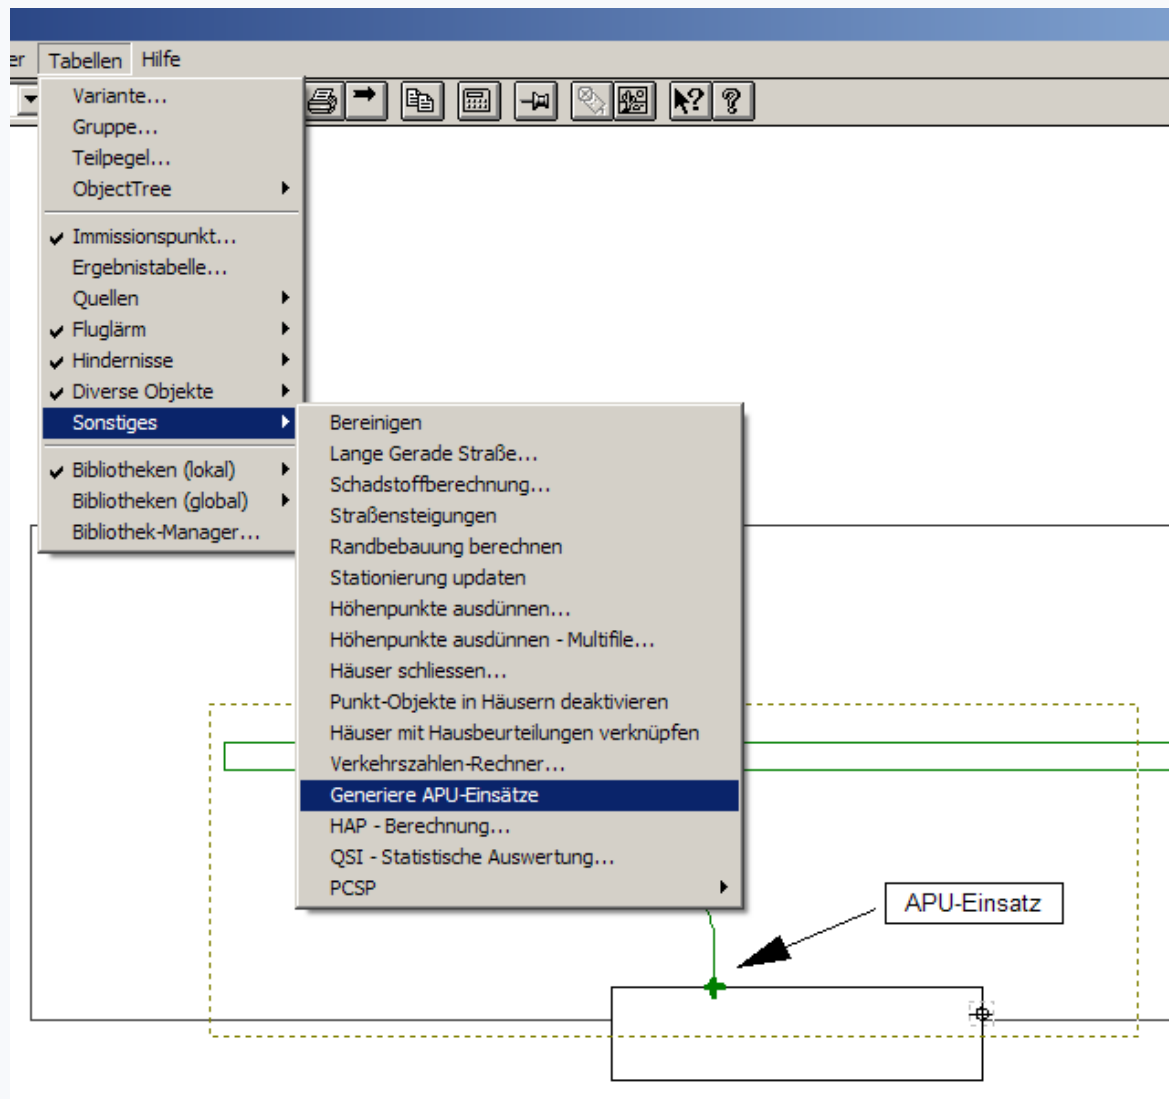 er Tabellen Hilfe
Variante...
Gruppe...
Teilpegel...
ObjectTree
Immissionspunkt...
Ergebnistabelle...
Quellen
Fluglärm
Hindernisse
Diverse Objekte
Sonstiges
Bibliotheken (lokal)
Bibliotheken (global)
Bibliothek-Manager...
Bereinigen
Lange Gerade Straße...
Schadstoffberechnung...
Straßensteigungen
Randbebauung berechnen
Stationierung updaten
Höhenpunkte ausdünnen...
Höhenpunkte ausdünnen - Multifile...
Häuser schliessen...
Punkt-Objekte in Häusern deaktivieren
Häuser mit Hausbeurteilungen verknüpfen
Verkehrszahlen-Rechner...
Generiere APU-Einsätze
HAP - Berechnung...
QSI - Statistische Auswertung...
PCSP
APU-Einsatz